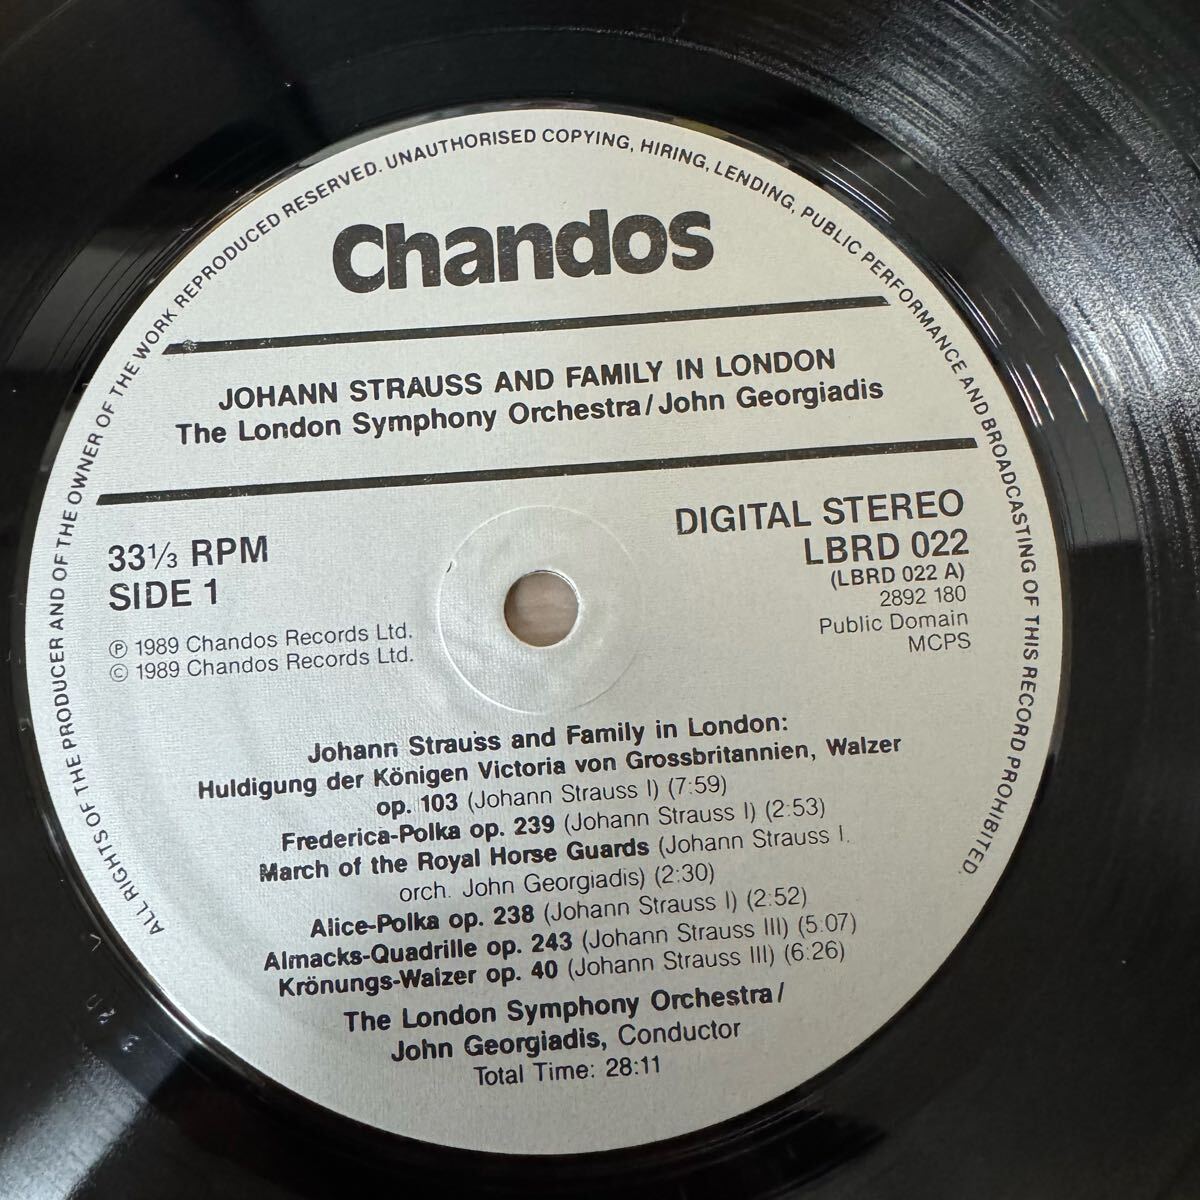 ALL RIGHTS OF THE PRODUCER AND OF THE OWNER OF THE WORK REPRODUCED RESERVED. UNAUTHORISED COPYING, HIRING, LENDING, PUBLIC PERFORMANCE AND BROADCASTING OF THIS RECORD PROHIBITED.
Chandos
JOHANN STRAUSS AND FAMILY IN LONDON
The London Symphony Orchestra/John Georgiadis
33⅓ RPM
SIDE 1
℗ 1989 Chandos Records Ltd.
© 1989 Chandos Records Ltd.
DIGITAL STEREO
LBRD 022
(LBRD 022 A)
2892 180
Public Domain
MCPS
Johann Strauss and Family in London:
Huldigung der Königen Victoria von Grossbritannien, Walzer
op. 103 (Johann Strauss I) (7:59)
Frederica-Polka op. 239 (Johann Strauss I) (2:53)
March of the Royal Horse Guards (Johann Strauss I.
orch. John Georgiadis) (2:30)
Alice-Polka op. 238 (Johann Strauss I) (2:52)
Almacks-Quadrille op. 243 (Johann Strauss III) (5:07)
Krönungs-Walzer op. 40 (Johann Strauss III) (6:26)
The London Symphony Orchestra/
John Georgiadis, Conductor
Total Time: 28:11